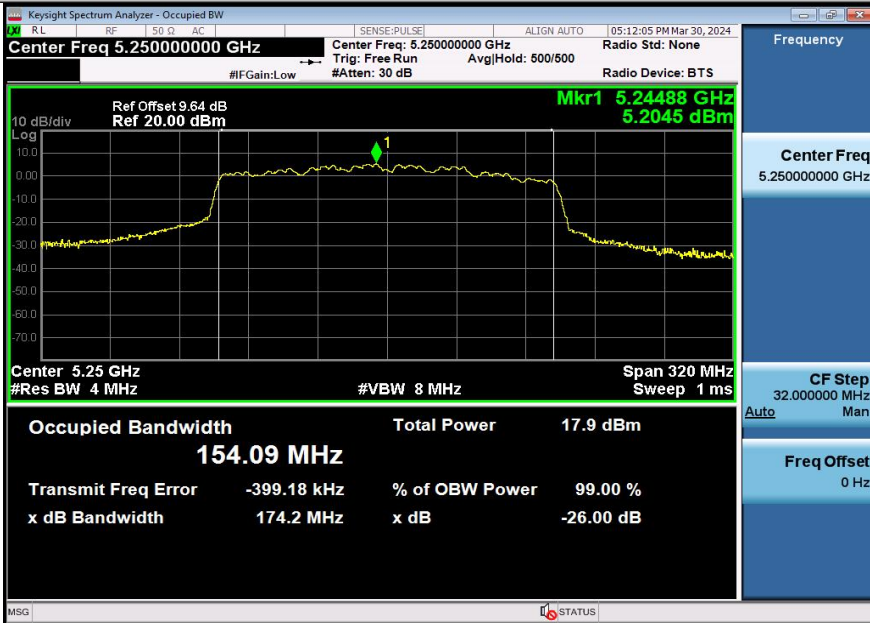 Keysight Spectrum Analyzer - Occupied BW
LXI RL RF 50 Ω AC SENSE:PULSE ALIGN AUTO 05:12:05 PM Mar 30, 2024
Center Freq 5.250000000 GHz
Center Freq: 5.250000000 GHz
Radio Std: None
Trig: Free Run Avg|Hold: 500/500
#IFGain:Low
#Atten: 30 dB
Radio Device: BTS
Frequency
Ref Offset 9.64 dB
Mkr1 5.24488 GHz
10 dB/div
Ref 20.00 dBm
5.2045 dBm
Log
1
10.0
0.00
-10.0
-20.0
-30.0
-40.0
-50.0
-60.0
-70.0
Center 5.25 GHz
Span 320 MHz
#Res BW 4 MHz
#VBW 8 MHz
Sweep 1 ms
Occupied Bandwidth
Total Power 17.9 dBm
154.09 MHz
Transmit Freq Error -399.18 kHz
% of OBW Power 99.00 %
x dB Bandwidth 174.2 MHz
x dB -26.00 dB
Center Freq
5.250000000 GHz
CF Step
32.000000 MHz
Auto Man
Freq Offset
0 Hz
MSG
STATUS